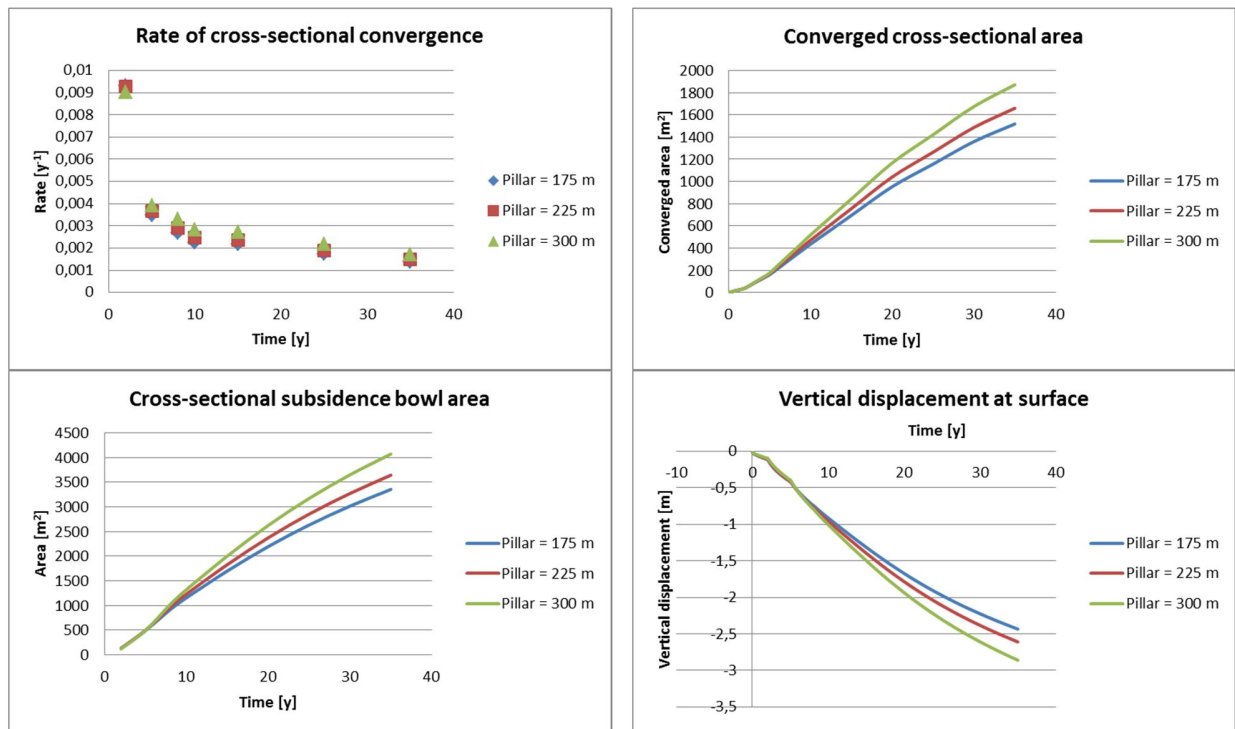 Rate of cross-sectional convergence
0,01
0,009
0,008
0,007
0,006
0,005
0,004
0,003
0,002
0,001
0
Rate [y-1]
0
10
20
30
40
Time [y]
Pillar = 175 m
Pillar = 225 m
Pillar = 300 m
Converged cross-sectional area
2000
1800
1600
1400
1200
1000
800
600
400
200
0
Converged area [m2]
0
10
20
30
40
Time [y]
Pillar = 175 m
Pillar = 225 m
Pillar = 300 m
Cross-sectional subsidence bowl area
4500
4000
3500
3000
2500
2000
1500
1000
500
0
Area [m2]
0
10
20
30
40
Time [y]
Pillar = 175 m
Pillar = 225 m
Pillar = 300 m
Vertical displacement at surface
Time [y]
-10
0
10
20
30
40
0
-0,5
-1
-1,5
-2
-2,5
-3
-3,5
Vertical displacement [m]
Pillar = 175 m
Pillar = 225 m
Pillar = 300 m